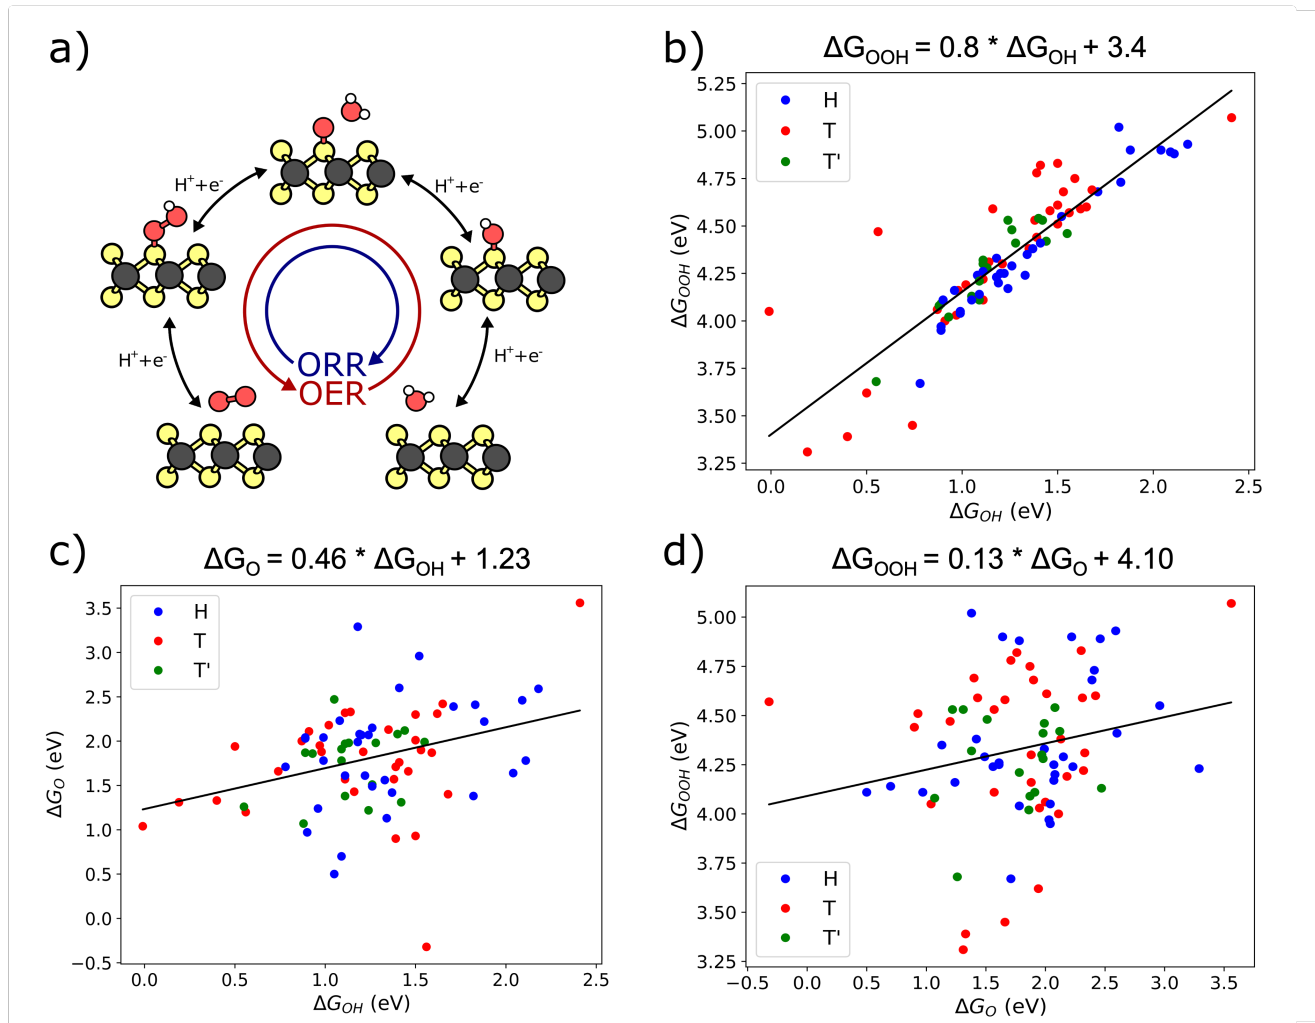 a)
H⁺+e⁻
H⁺+e⁻
H⁺+e⁻
H⁺+e⁻
ORR
OER
b)
ΔG_OOH = 0.8 * ΔG_OH + 3.4
H
T
T'
5.25
5.00
4.75
4.50
4.25
4.00
3.75
3.50
3.25
ΔG_OOH (eV)
0.0 0.5 1.0 1.5 2.0 2.5
ΔG_OH (eV)
c)
ΔG_O = 0.46 * ΔG_OH + 1.23
H
T
T'
3.5
3.0
2.5
2.0
1.5
1.0
0.5
0.0
−0.5
ΔG_O (eV)
0.0 0.5 1.0 1.5 2.0 2.5
ΔG_OH (eV)
d)
ΔG_OOH = 0.13 * ΔG_O + 4.10
5.00
4.75
4.50
4.25
4.00
3.75
3.50
3.25
ΔG_OOH (eV)
H
T
T'
−0.5 0.0 0.5 1.0 1.5 2.0 2.5 3.0 3.5
ΔG_O (eV)